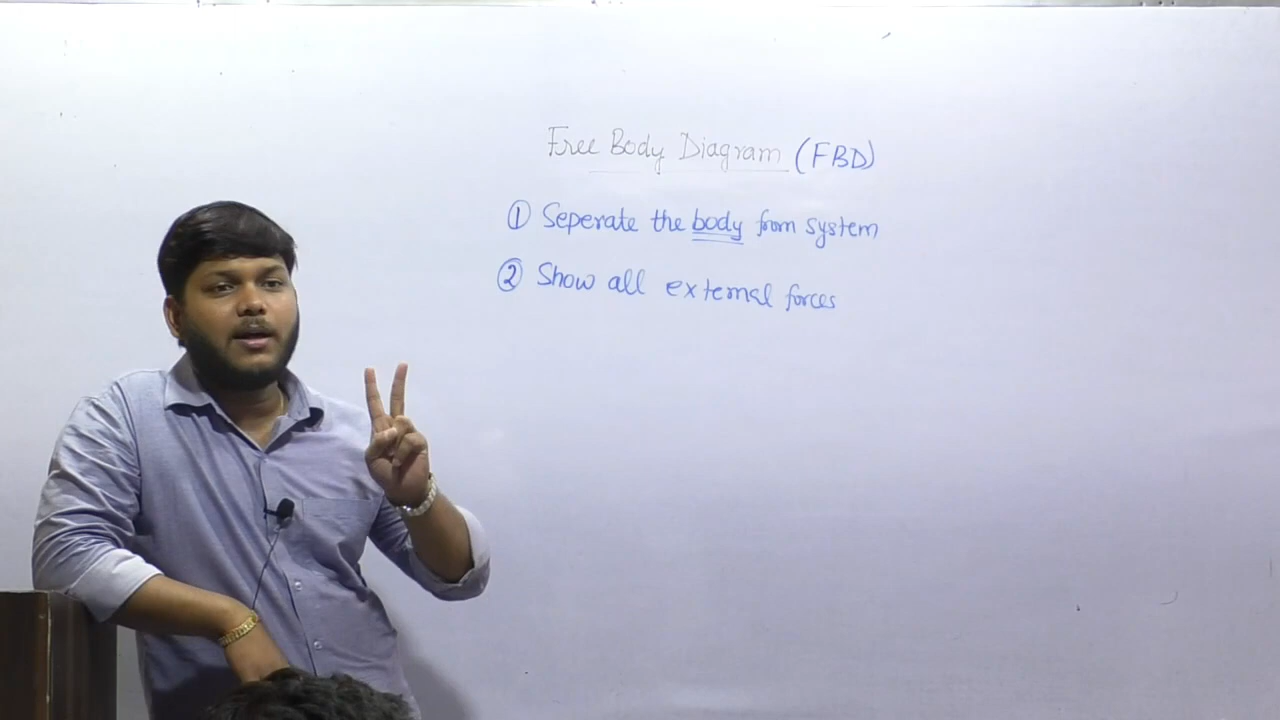 Free Body Diagram (FBD)
① Seperate the body from system
② Show all external forces